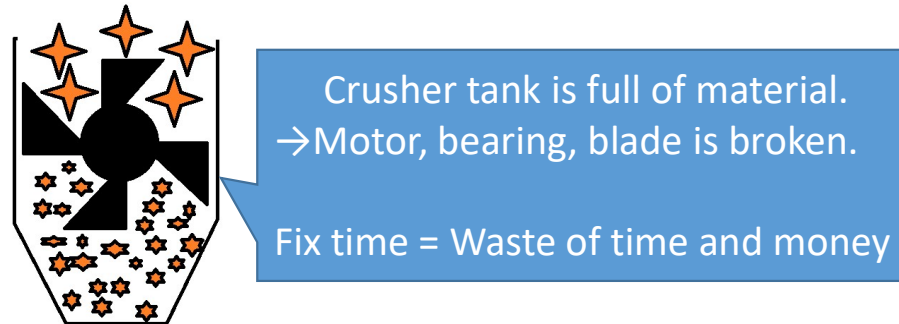 Crusher tank is full of material.
→Motor, bearing, blade is broken.
Fix time = Waste of time and money